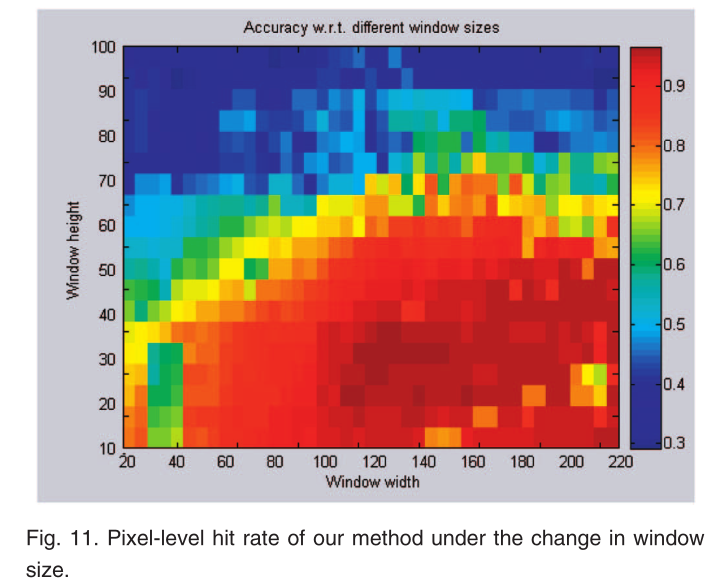 Accuracy w.r.t. different window sizes
100
90
80
70
60
50
40
30
20
10
Window height
20 40 60 80 100 120 140 160 180 200 220
Window width
0.9
0.8
0.7
0.6
0.5
0.4
0.3
Fig. 11. Pixel-level hit rate of our method under the change in window
size.